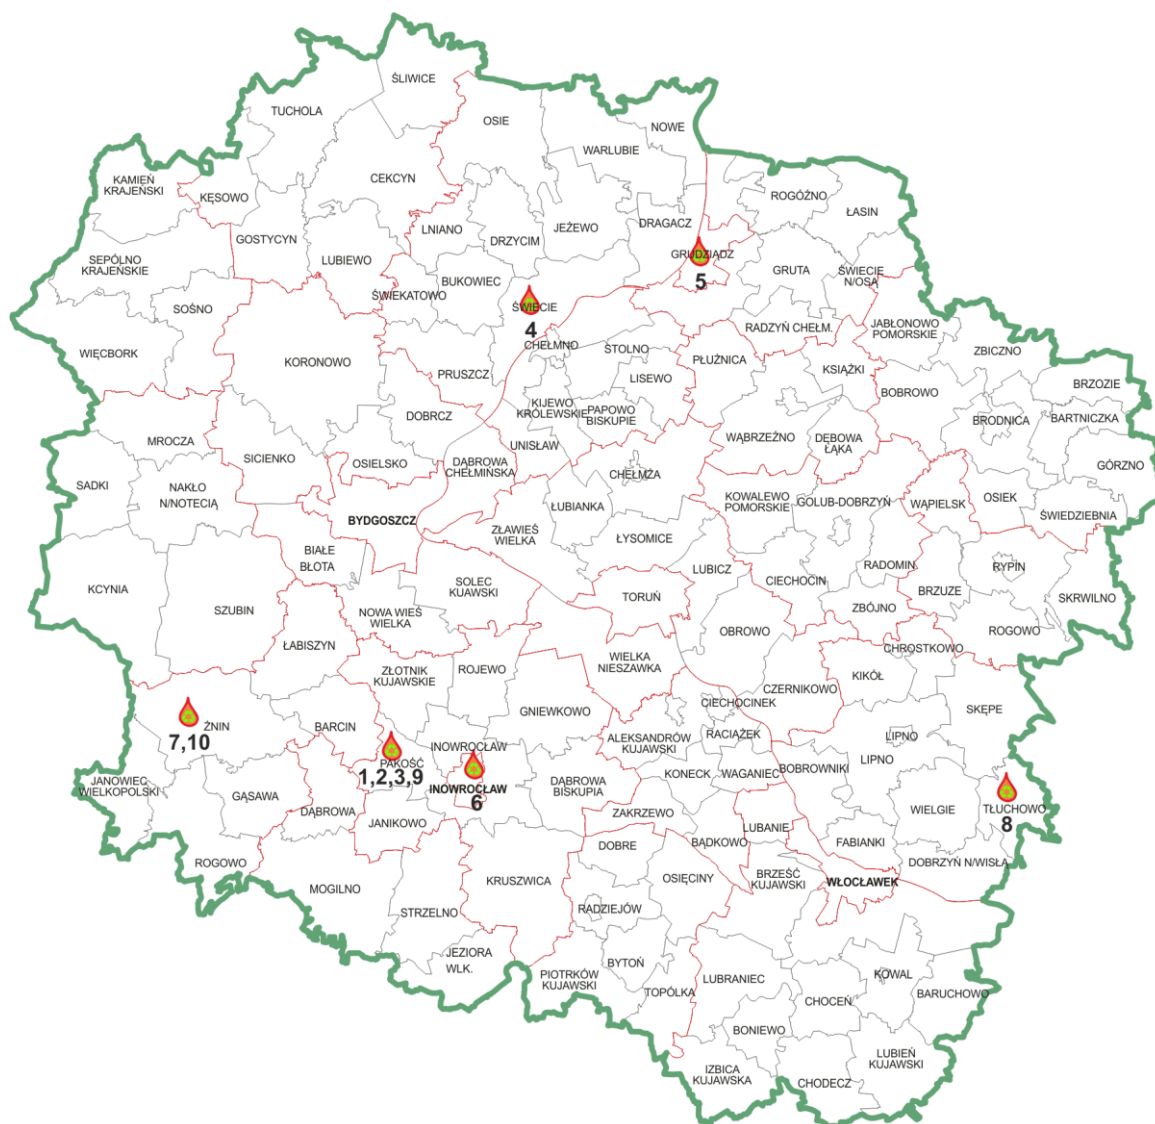 ŚLIWICE
TUCHOLA
OSIE
NOWE
WARLUBIE
KAMIEŃ
KRAJEŃSKI
CEKCYN
KĘSOWO
ROGÓŹNO
ŁASIN
DRAGACZ
LNIANO
JEŻEWO
GOSTYCYN
DRZYCIM
LUBIEWO
GRUDZIĄDZ
5
SEPÓLNO
KRAJEŃSKIE
GRUTA
ŚWIECIE
N/OSĄ
BUKOWIEC
ŚWIEKATOWO
SOŚNO
ŚWIECIE
4
RADZYŃ CHEŁM.
JABŁONOWO
POMORSKIE
CHEŁMNO
STOLNO
ZBICZNO
WIĘCBORK
KORONOWO
PŁUŻNICA
PRUSZCZ
LISEWO
KSIĄŻKI
BRZOZIE
BOBROWO
KIJEWO
KRÓLEWSKIE
PAPOWO
BISKUPIE
DOBRCZ
BRODNICA
BARTNICZKA
MROCZA
UNISŁAW
WĄBRZEŹNO
DĘBOWA
ŁĄKA
SICIENKO
OSIELSKO
DĄBROWA
CHEŁMIŃSKA
GÓRZNO
CHEŁMŻA
SADKI
NAKŁO
N/NOTECIĄ
KOWALEWO
POMORSKIE
GOLUB-DOBRZYŃ
WĄPIELSK
OSIEK
ŁUBIANKA
ŚWIEDZIEBNIA
BYDGOSZCZ
ZŁAWIEŚ
WIELKA
ŁYSOMICE
BIAŁE
BŁOTA
LUBICZ
RADOMIN
RYPIN
CIECHOCIN
SOLEC
KUAWSKI
KCYNIA
BRZUZE
SKRWILNO
TORUŃ
SZUBIN
NOWA WIEŚ
WIELKA
ZBÓJNO
ROGOWO
OBROWO
ŁABISZYN
CHROSTKOWO
WIELKA
NIESZAWKA
ZŁOTNIK
KUJAWSKIE
ROJEWO
KIKÓŁ
CZERNIKOWO
CIECHOCINEK
SKĘPE
GNIEWKOWO
ŻNIN
7,10
BARCIN
RACIĄŻEK
LIPNO
ALEKSANDRÓW
KUJAWSKI
INOWROCŁAW
PAKOŚĆ
1,2,3,9
LIPNO
KONECK
WAGANIEC
BOBROWNIKI
JANOWIEC
WIELKOPOLSKI
DĄBROWA
BISKUPIA
INOWROCŁAW
6
GĄSAWA
DĄBROWA
TŁUCHOWO
8
WIELGIE
ZAKRZEWO
JANIKOWO
LUBANIE
DOBRE
BĄDKOWO
FABIANKI
ROGOWO
DOBRZYŃ N/WISŁĄ
BRZEŚĆ
KUJAWSKI
OSIĘCINY
KRUSZWICA
WŁOCŁAWEK
MOGILNO
RADZIEJÓW
STRZELNO
JEZIORA
WLK.
BYTOŃ
PIOTRKÓW
KUJAWSKI
LUBRANIEC
KOWAL
TOPÓLKA
BARUCHOWO
CHOCEŃ
BONIEWO
LUBIEŃ
KUJAWSKI
IZBICA
KUJAWSKA
CHODECZ